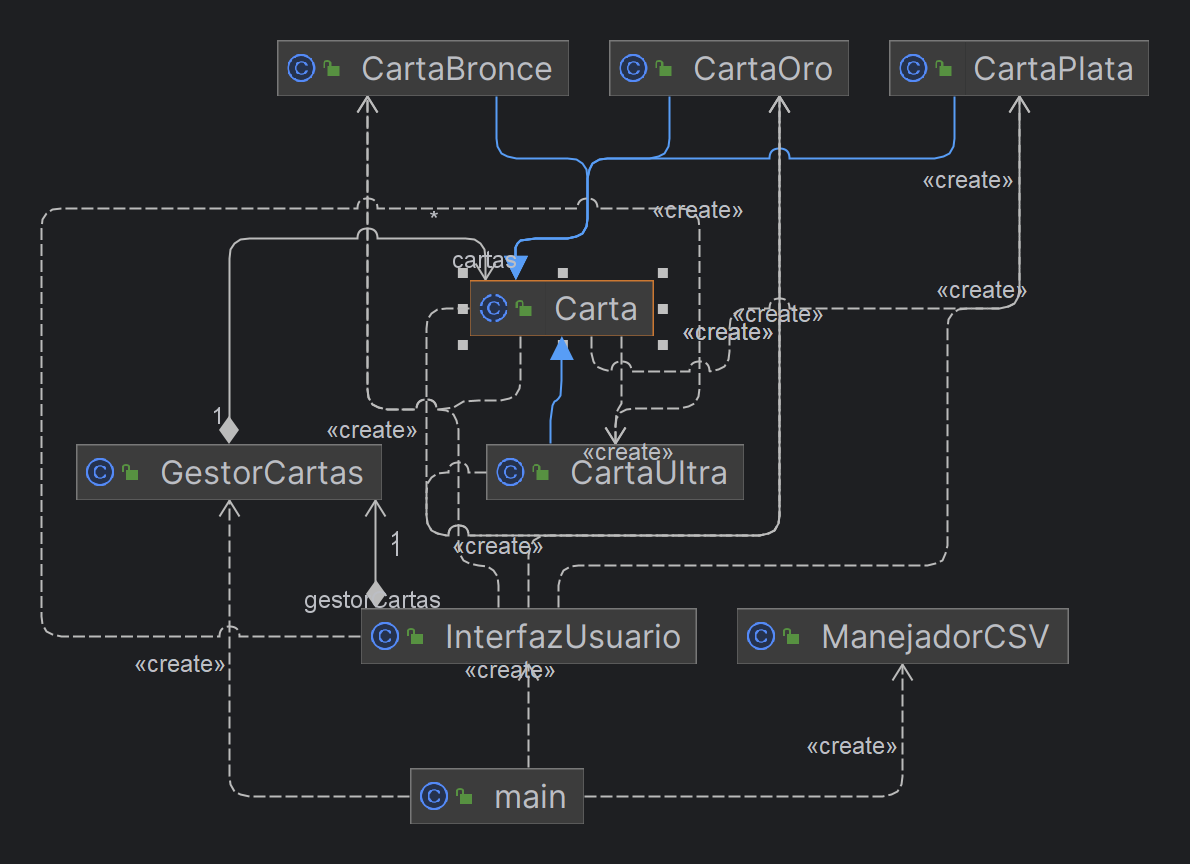 CartaBronce
CartaOro
CartaPlata
«create»
*
«create»
cartas
«create»
Carta
«create»
«create»
1
«create»
«create»
GestorCartas
CartaUltra
1
«create»
gestorCartas
InterfazUsuario
ManejadorCSV
«create»
«create»
«create»
main